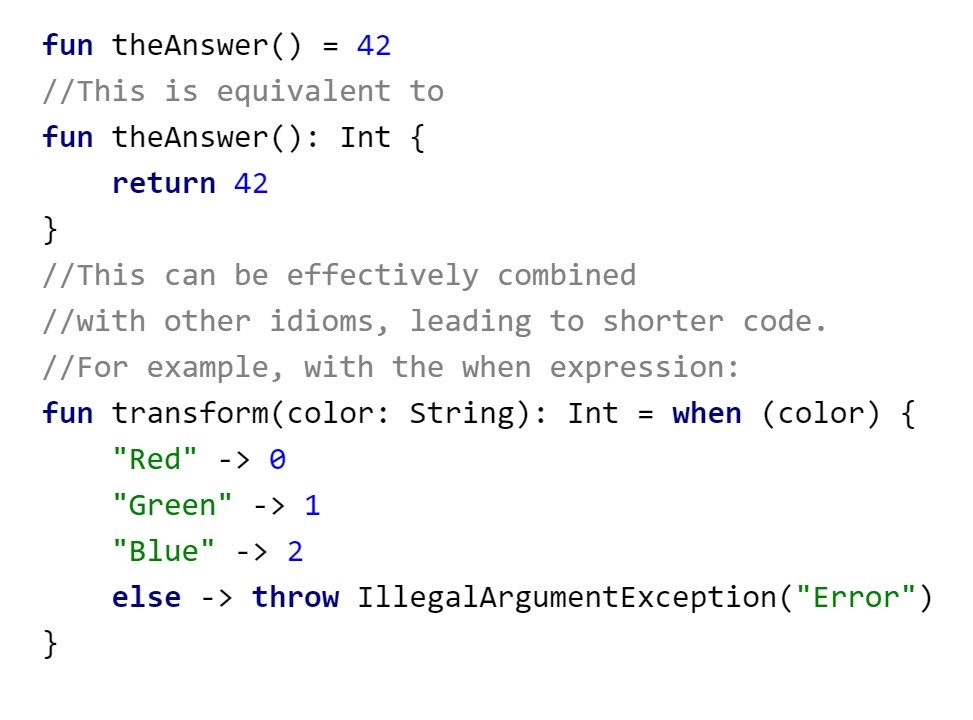 fun theAnswer() = 42
//This is equivalent to
fun theAnswer(): Int {
    return 42
}
//This can be effectively combined
//with other idioms, leading to shorter code.
//For example, with the when expression:
fun transform(color: String): Int = when (color) {
    "Red" -> 0
    "Green" -> 1
    "Blue" -> 2
    else -> throw IllegalArgumentException("Error")
}